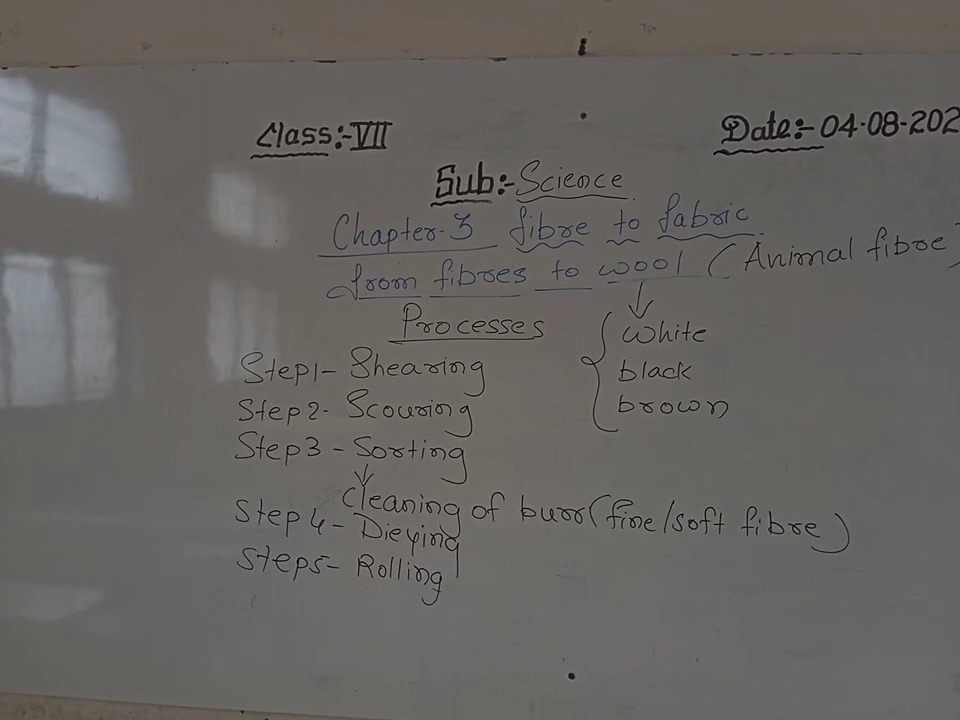 Class:-VII
Date:- 04-08-202
Sub:- Science
Chapter-3 fibre to fabric
from fibres to wool (Animal fibre)
Processes
white
black
brown
Step1- Shearing
Step2- Scouring
Step3- Sorting
cleaning of burr (fine/soft fibre)
Step4- Dieying
Step5- Rolling